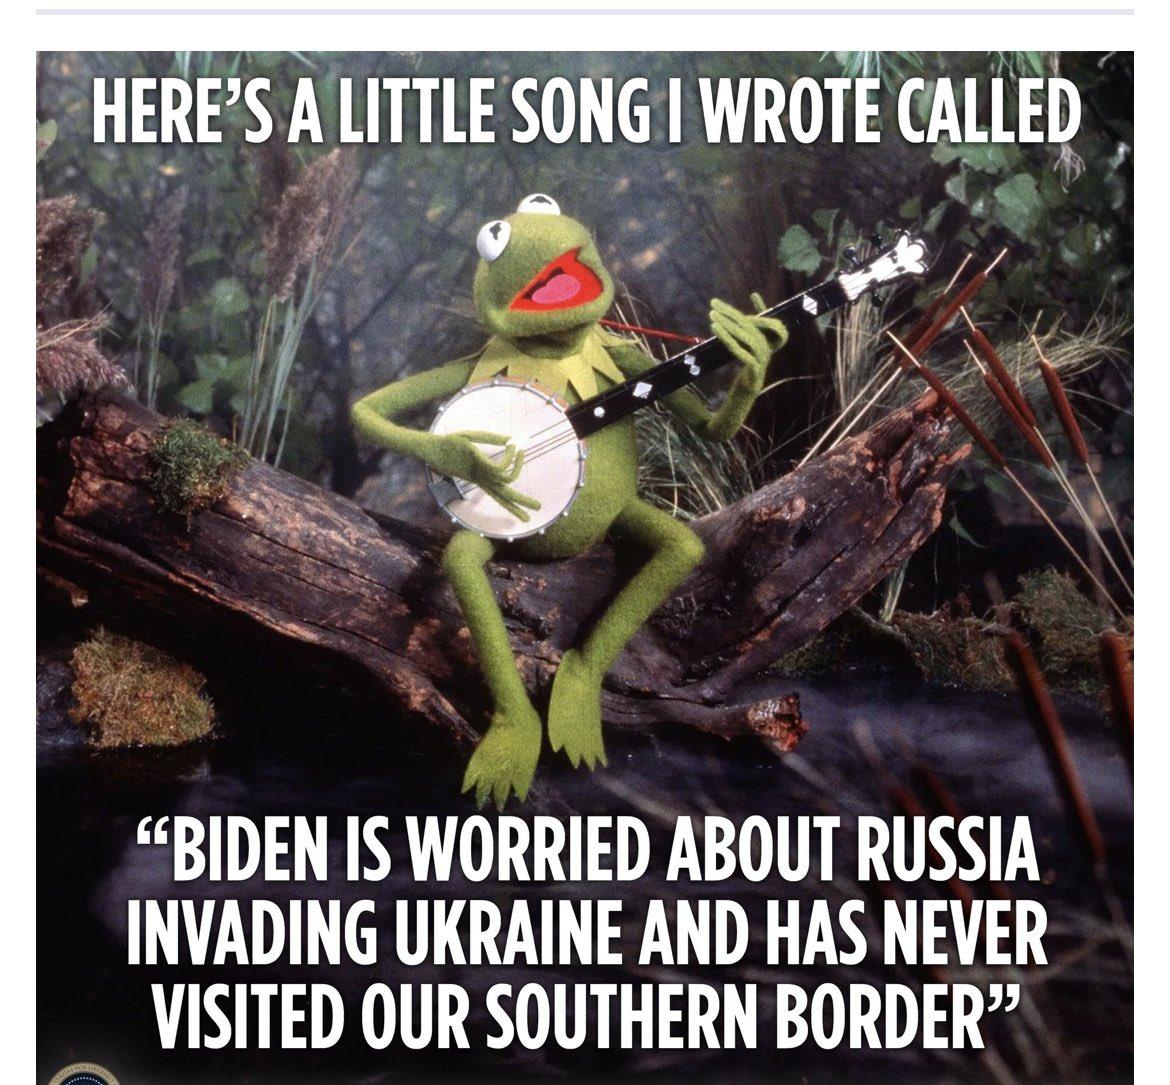 HERE'S A LITTLE SONG I WROTE CALLED
“BIDEN IS WORRIED ABOUT RUSSIA
INVADING UKRAINE AND HAS NEVER
VISITED OUR SOUTHERN BORDER”